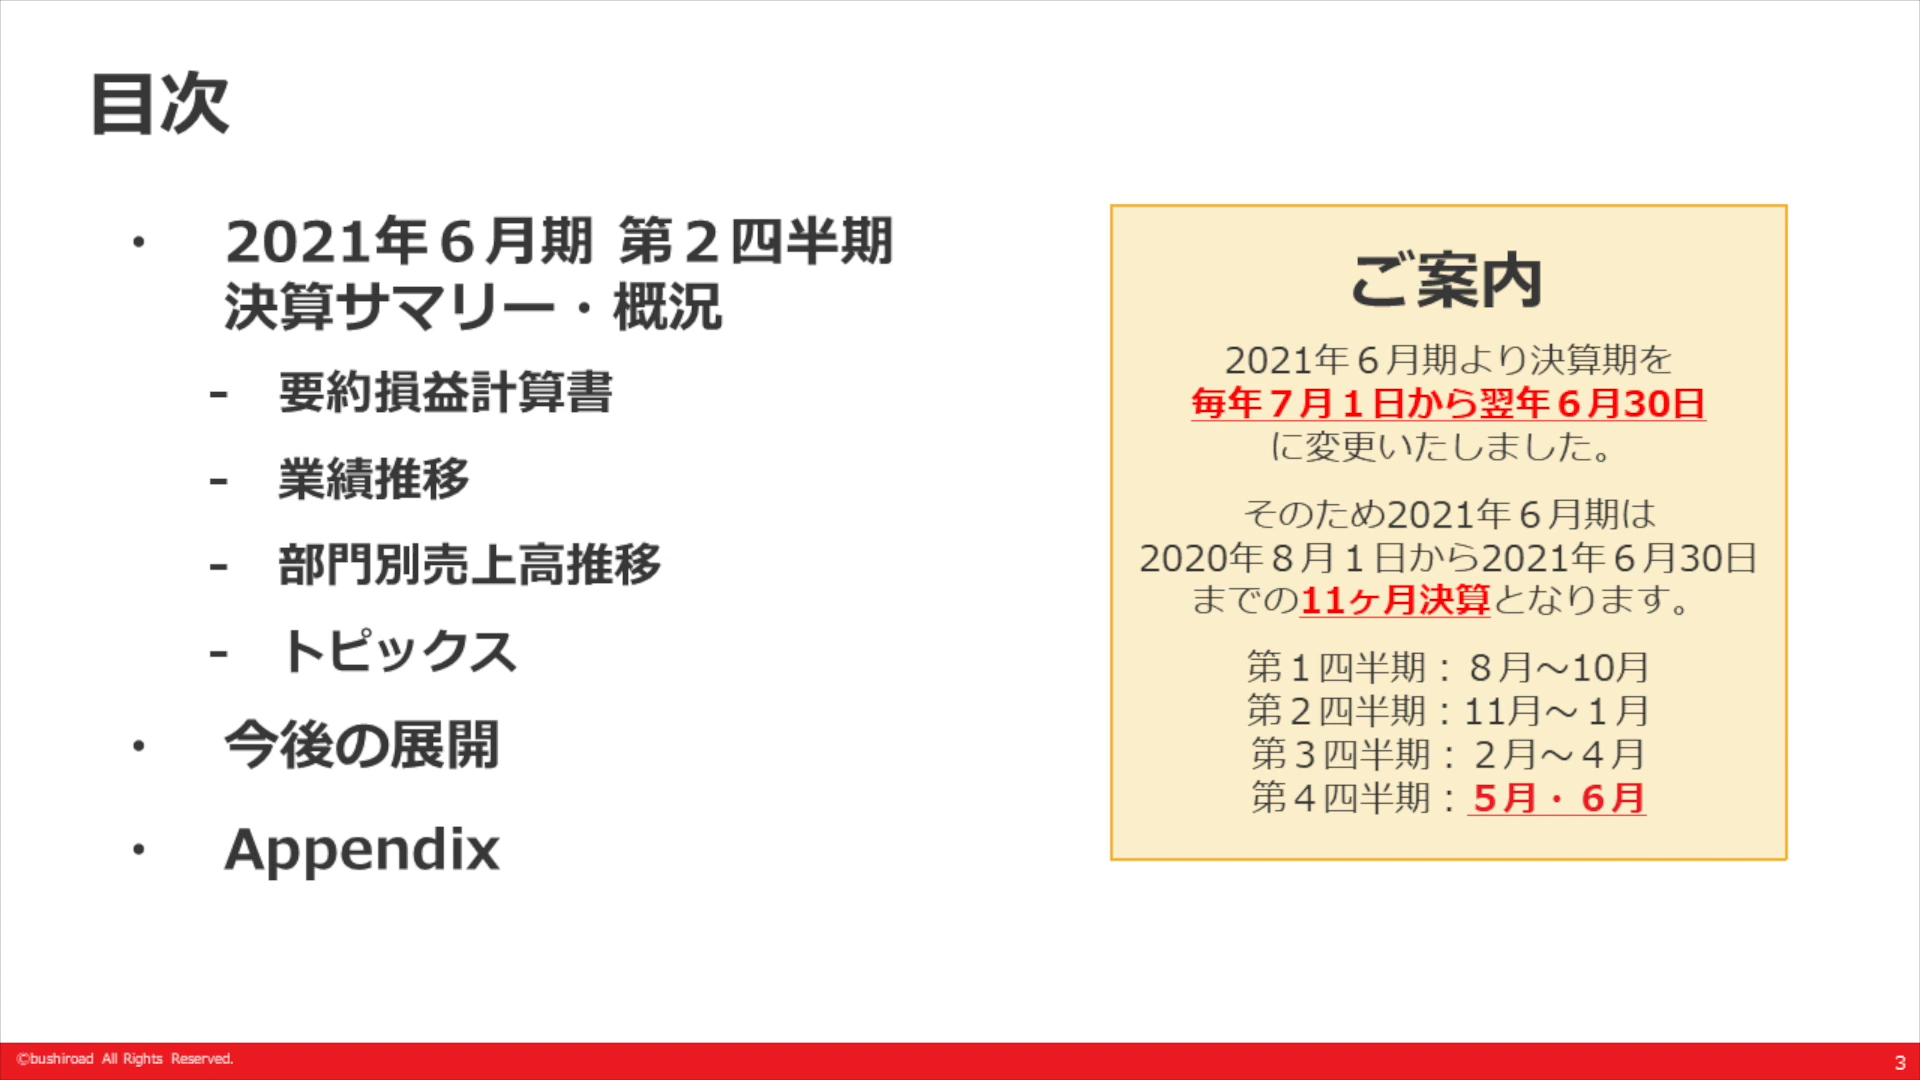 目次
・ 2021年６月期 第２四半期
決算サマリー・概況
- 要約損益計算書
- 業績推移
- 部門別売上高推移
- トピックス
・ 今後の展開
・ Appendix
ご案内
2021年６月期より決算期を
毎年７月１日から翌年６月30日
に変更いたしました。
そのため2021年６月期は
2020年８月１日から2021年６月30日
までの11ヶ月決算となります。
第１四半期：８月～10月
第２四半期：11月～１月
第３四半期：２月～４月
第４四半期：５月・６月
©bushiroad All Rights Reserved.
3